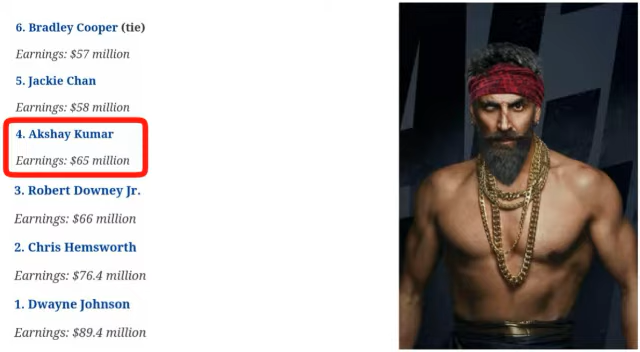 6. Bradley Cooper (tie)
Earnings: $57 million
5. Jackie Chan
Earnings: $58 million
4. Akshay Kumar
Earnings: $65 million
3. Robert Downey Jr.
Earnings: $66 million
2. Chris Hemsworth
Earnings: $76.4 million
1. Dwayne Johnson
Earnings: $89.4 million